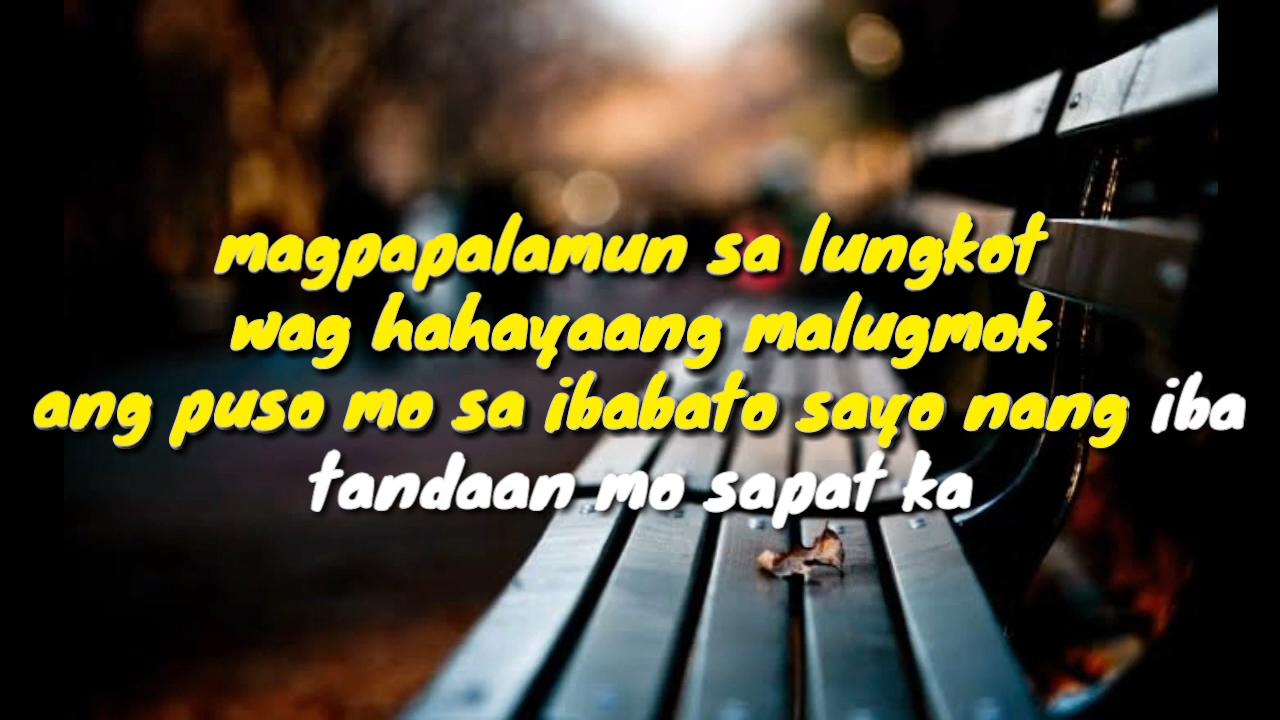 magpapalamun sa lungkot
wag hahayaang malugmok
ang puso mo sa ibabato sayo nang iba
tandaan mo sapat ka